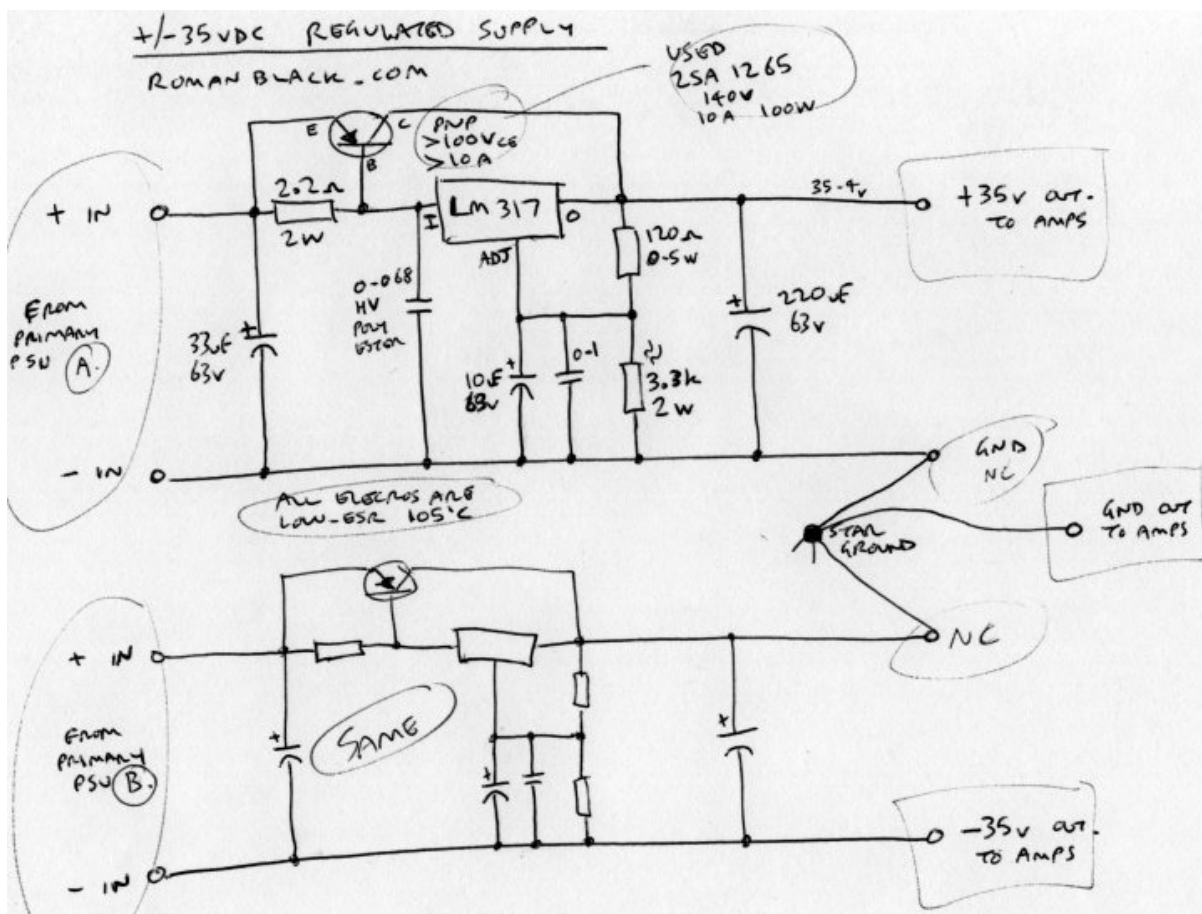 +/-35VDC REGULATED SUPPLY
ROMANBLACK.COM
USED
2SA 1265
140V
10A 100W
E
C
B
PNP
>100VCE
>10A
2.2Ω
2W
+ IN
I
LM317
O
ADJ
35-4V
+35V OUT.
TO AMPS
120Ω
0-5W
0-068
HV
POLY
ESTER
FROM
PRIMARY
PSU A.
+
33uF
63V
+
10uF
63V
0-1
3.3K
2W
+
220uF
63V
- IN
GND
NC
ALL ELECROS ARE
LOW-ESR 105°C
STAR
GROUND
GND OUT
TO AMPS
+ IN
NC
SAME
FROM
PRIMARY
PSU B.
+
+
+
- IN
-35V OUT.
TO AMPS